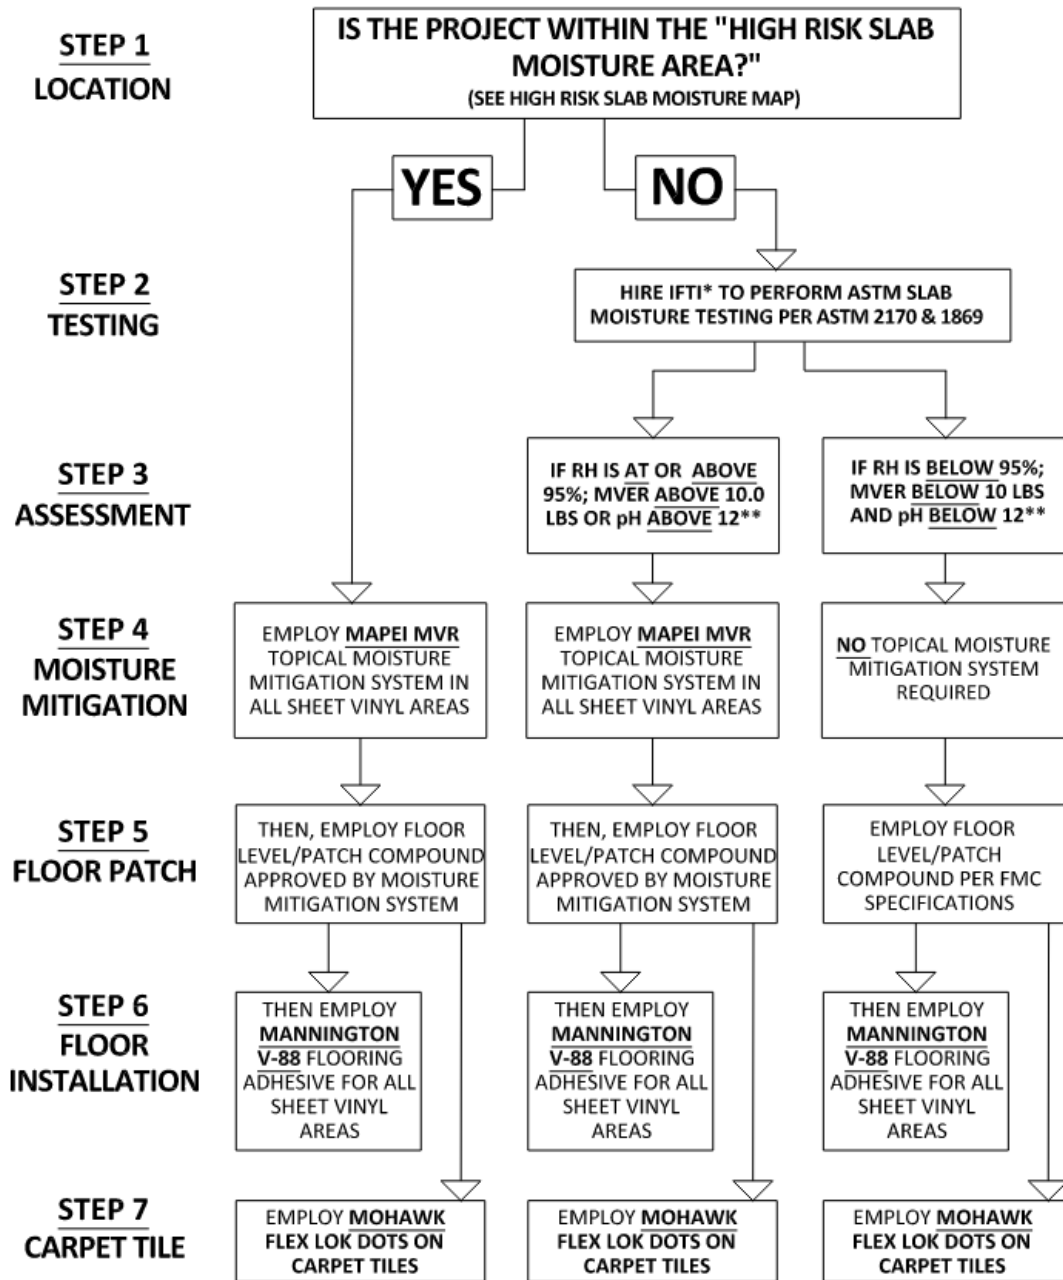 STEP 1
LOCATION
IS THE PROJECT WITHIN THE "HIGH RISK SLAB
MOISTURE AREA?"
(SEE HIGH RISK SLAB MOISTURE MAP)
YES
NO
STEP 2
TESTING
HIRE IFTI* TO PERFORM ASTM SLAB
MOISTURE TESTING PER ASTM 2170 & 1869
STEP 3
ASSESSMENT
IF RH IS AT OR ABOVE
95%; MVER ABOVE 10.0
LBS OR pH ABOVE 12**
IF RH IS BELOW 95%;
MVER BELOW 10 LBS
AND pH BELOW 12**
STEP 4
MOISTURE
MITIGATION
EMPLOY MAPEI MVR
TOPICAL MOISTURE
MITIGATION SYSTEM IN
ALL SHEET VINYL AREAS
EMPLOY MAPEI MVR
TOPICAL MOISTURE
MITIGATION SYSTEM IN
ALL SHEET VINYL AREAS
NO TOPICAL MOISTURE
MITIGATION SYSTEM
REQUIRED
STEP 5
FLOOR PATCH
THEN, EMPLOY FLOOR
LEVEL/PATCH COMPOUND
APPROVED BY MOISTURE
MITIGATION SYSTEM
THEN, EMPLOY FLOOR
LEVEL/PATCH COMPOUND
APPROVED BY MOISTURE
MITIGATION SYSTEM
EMPLOY FLOOR
LEVEL/PATCH
COMPOUND PER FMC
SPECIFICATIONS
STEP 6
FLOOR
INSTALLATION
THEN EMPLOY
MANNINGTON
V-88 FLOORING
ADHESIVE FOR ALL
SHEET VINYL
AREAS
THEN EMPLOY
MANNINGTON
V-88 FLOORING
ADHESIVE FOR ALL
SHEET VINYL
AREAS
THEN EMPLOY
MANNINGTON
V-88 FLOORING
ADHESIVE FOR ALL
SHEET VINYL
AREAS
STEP 7
CARPET TILE
EMPLOY MOHAWK
FLEX LOK DOTS ON
CARPET TILES
EMPLOY MOHAWK
FLEX LOK DOTS ON
CARPET TILES
EMPLOY MOHAWK
FLEX LOK DOTS ON
CARPET TILES